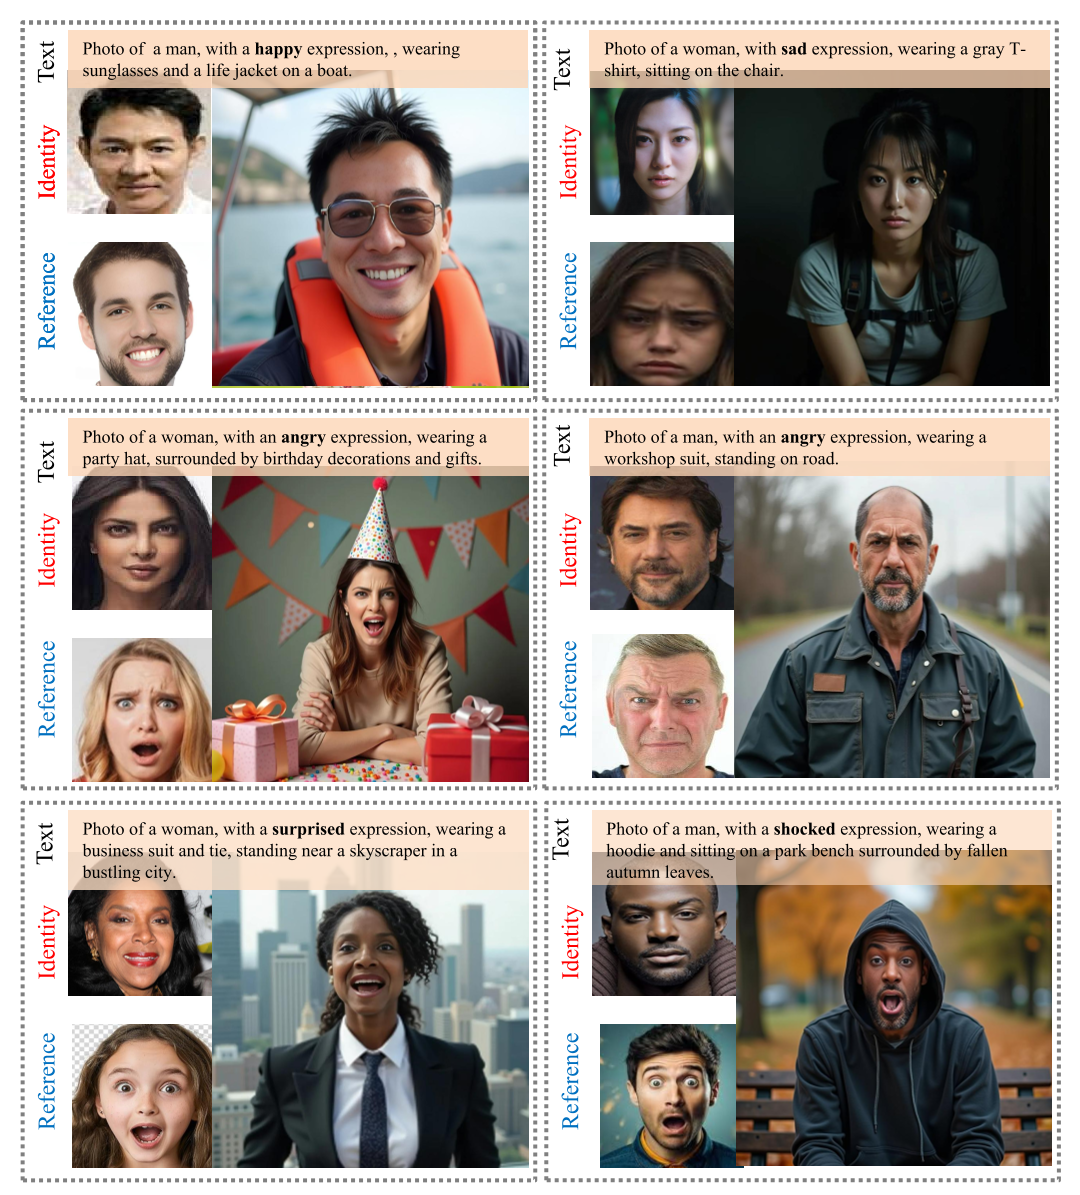 Text
Photo of  a man, with a happy expression, , wearing
sunglasses and a life jacket on a boat.
Identity
Reference
Text
Photo of a woman, with sad expression, wearing a gray T-
shirt, sitting on the chair.
Identity
Reference
Text
Photo of a woman, with an angry expression, wearing a
party hat, surrounded by birthday decorations and gifts.
Identity
Reference
Text
Photo of a man, with an angry expression, wearing a
workshop suit, standing on road.
Identity
Reference
Text
Photo of a woman, with a surprised expression, wearing a
business suit and tie, standing near a skyscraper in a
bustling city.
Identity
Reference
Text
Photo of a man, with a shocked expression, wearing a
hoodie and sitting on a park bench surrounded by fallen
autumn leaves.
Identity
Reference